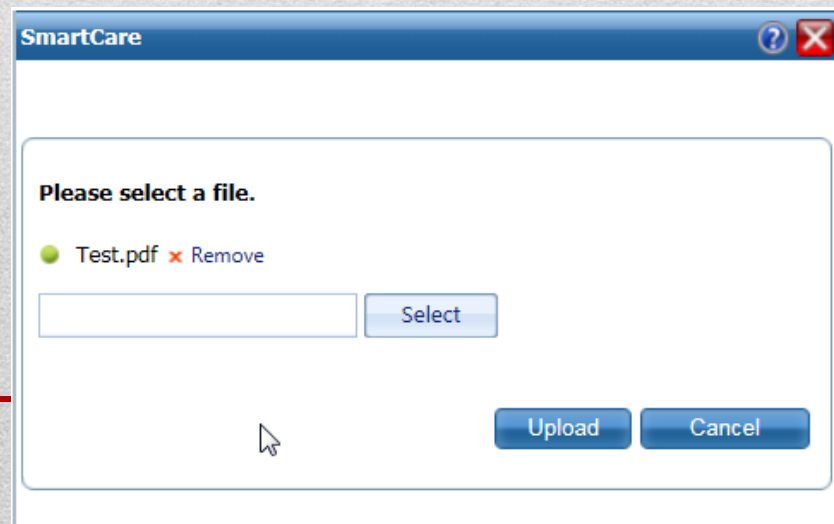 SmartCare
Please select a file.
Test.pdf x Remove
Select
Upload Cancel